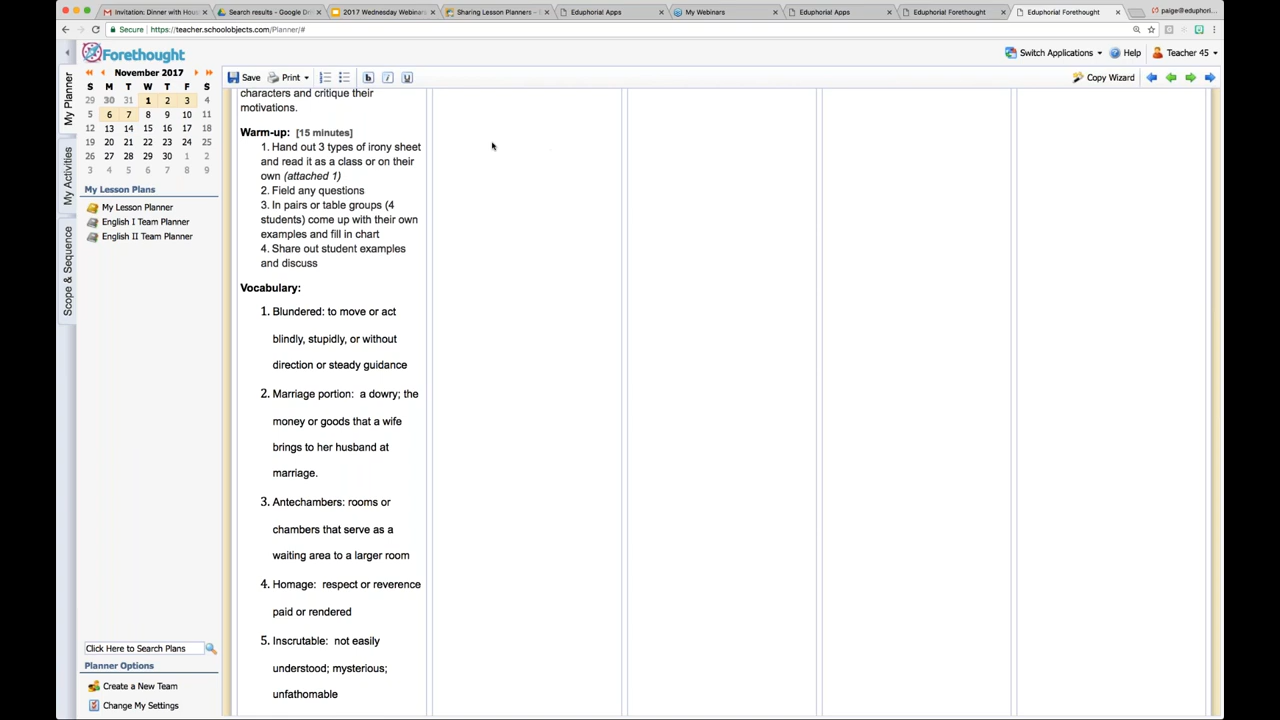 Invitation: Dinner with Hous
Search results - Google Dri
2017 Wednesday Webinars
Sharing Lesson Planners -
Eduphoria! Apps
My Webinars
Eduphoria! Apps
Eduphoria! Forethought
Eduphoria! Forethought
paige@eduphori...
Secure
https://teacher.schoolobjects.com/Planner/#
Forethought
Switch Applications
Help
Teacher 45
November 2017
S M T W T F S
29 30 31 1 2 3 4
5 6 7 8 9 10 11
12 13 14 15 16 17 18
19 20 21 22 23 24 25
26 27 28 29 30 1 2
3 4 5 6 7 8 9
My Planner
My Activities
Scope & Sequence
My Lesson Plans
My Lesson Planner
English I Team Planner
English II Team Planner
Click Here to Search Plans
Planner Options
Create a New Team
Change My Settings
Save
Print
b
i
u
Copy Wizard
characters and critique their
motivations.
Warm-up: [15 minutes]
1. Hand out 3 types of irony sheet
and read it as a class or on their
own (attached 1)
2. Field any questions
3. In pairs or table groups (4
students) come up with their own
examples and fill in chart
4. Share out student examples
and discuss
Vocabulary:
1. Blundered: to move or act
blindly, stupidly, or without
direction or steady guidance
2. Marriage portion: a dowry; the
money or goods that a wife
brings to her husband at
marriage.
3. Antechambers: rooms or
chambers that serve as a
waiting area to a larger room
4. Homage: respect or reverence
paid or rendered
5. Inscrutable: not easily
understood; mysterious;
unfathomable